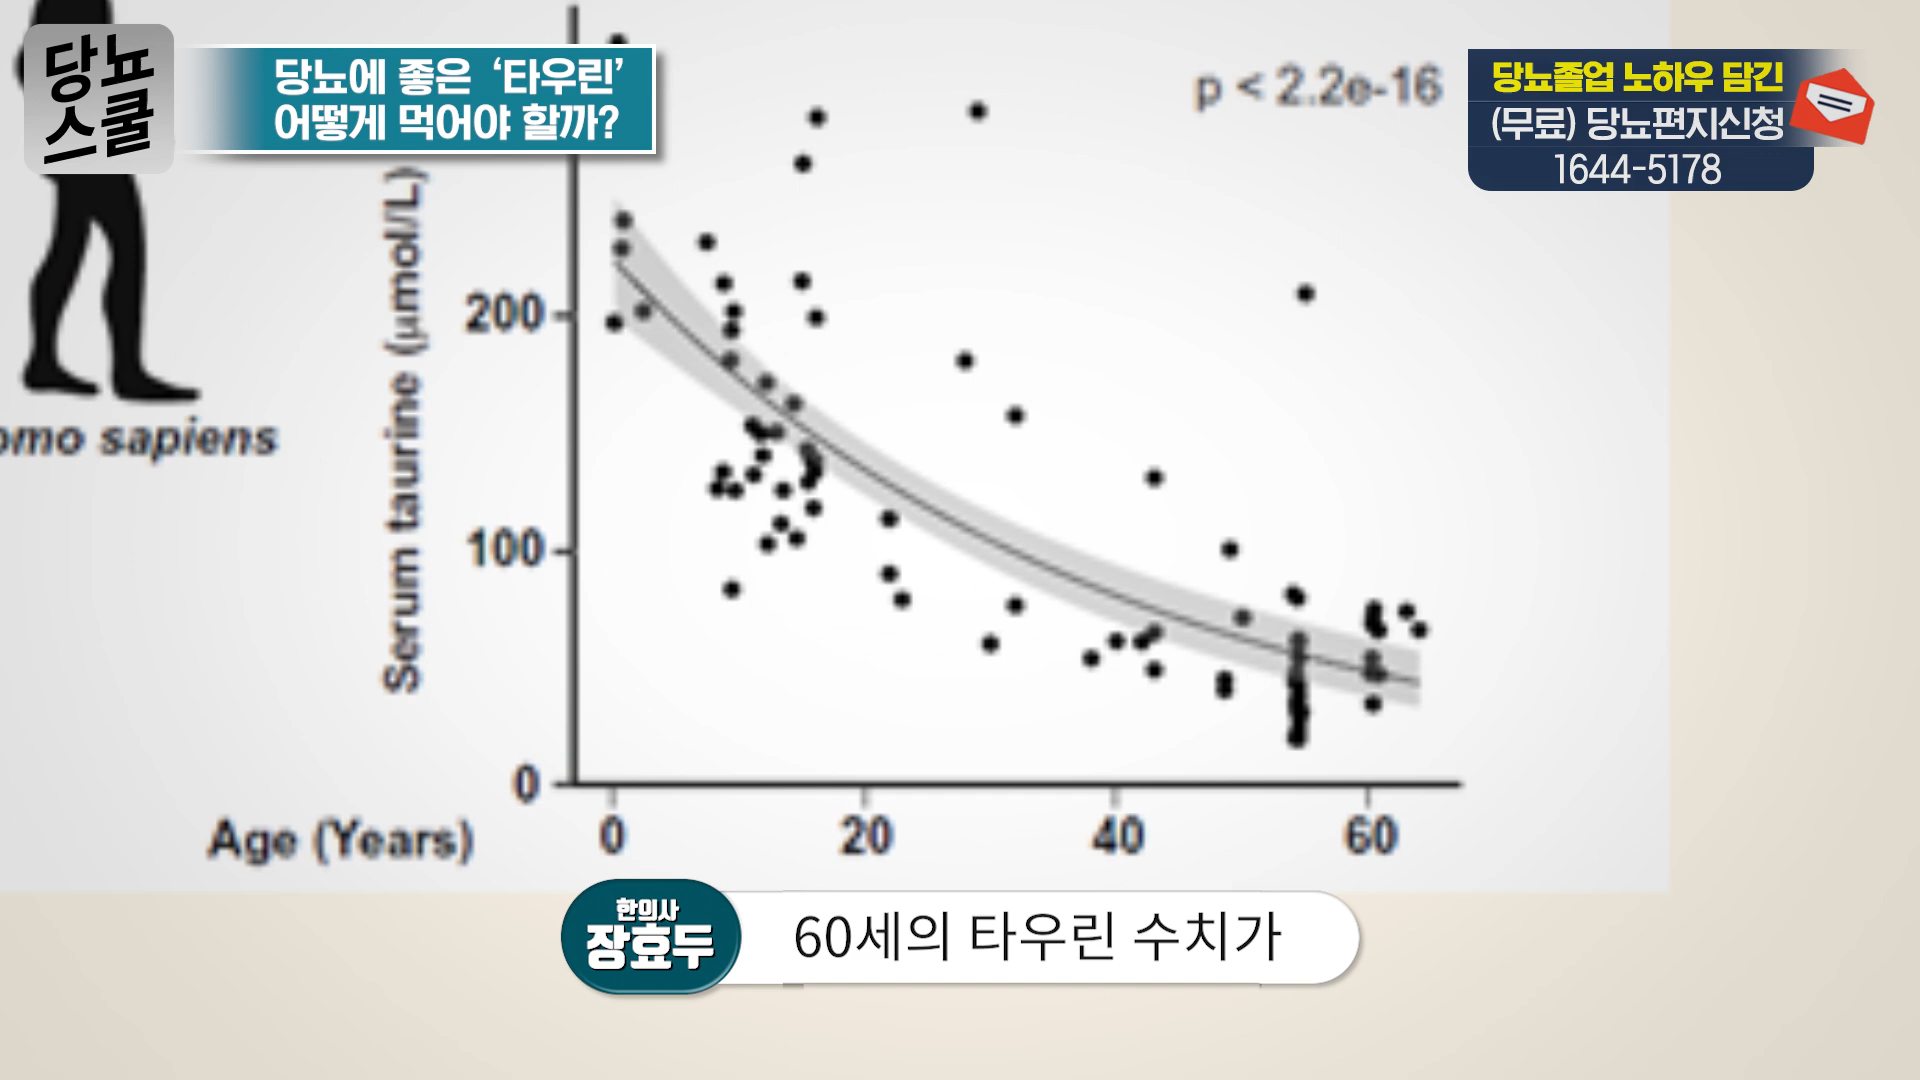 당뇨
스쿨
당뇨에 좋은 ‘타우린’
어떻게 먹어야 할까?
당뇨졸업 노하우 담긴
(무료) 당뇨편지신청
1644-5178
p < 2.2e-16
Serum taurine (μmol/L)
200
100
0
omo sapiens
Age (Years)
0 20 40 60
한의사
장효두
60세의 타우린 수치가